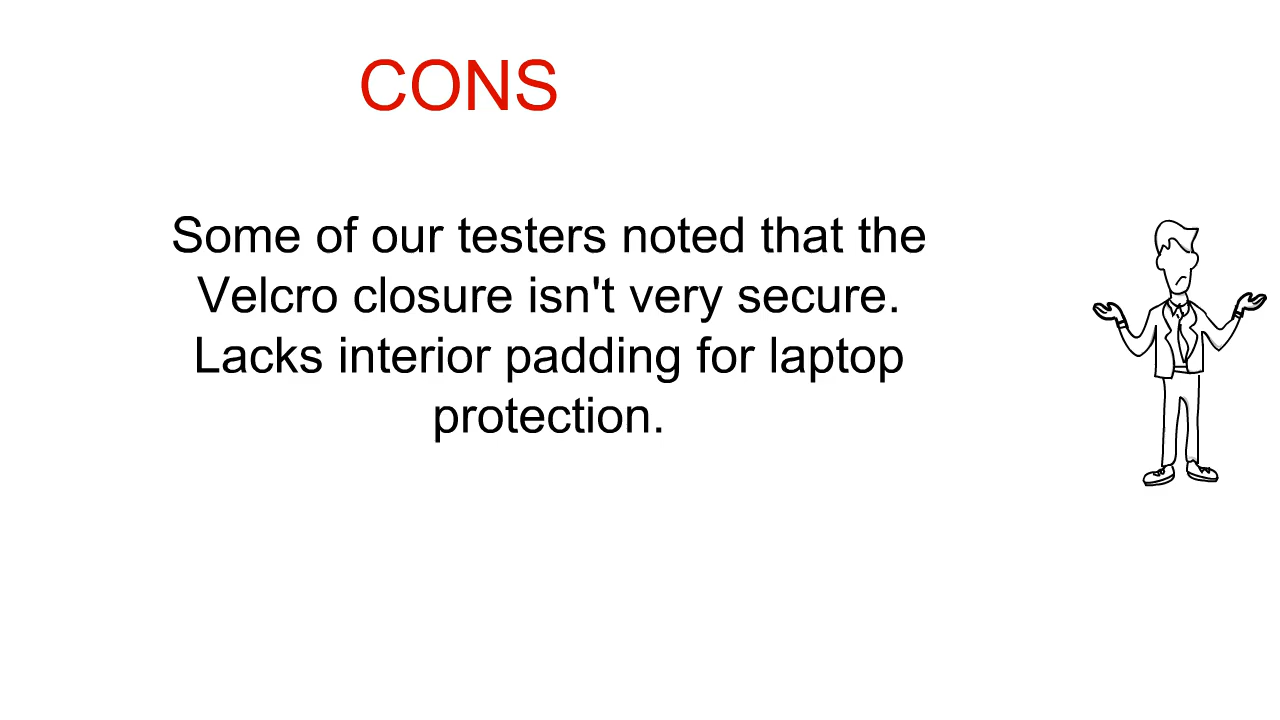 CONS
Some of our testers noted that the
Velcro closure isn't very secure.
Lacks interior padding for laptop
protection.